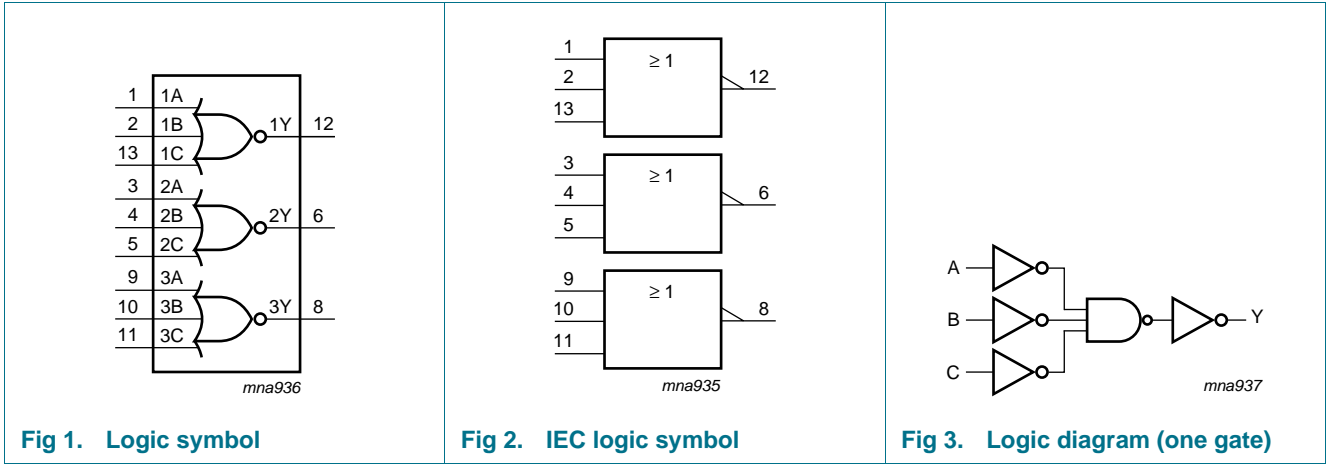 1 1A
2 1B 1Y 12
13 1C
3 2A
4 2B 2Y 6
5 2C
9 3A
10 3B 3Y 8
11 3C
mna936
Fig 1. Logic symbol
1 ≥ 1
2 12
13
3 ≥ 1
4 6
5
9 ≥ 1
10 8
11
mna935
Fig 2. IEC logic symbol
A
B Y
C
mna937
Fig 3. Logic diagram (one gate)